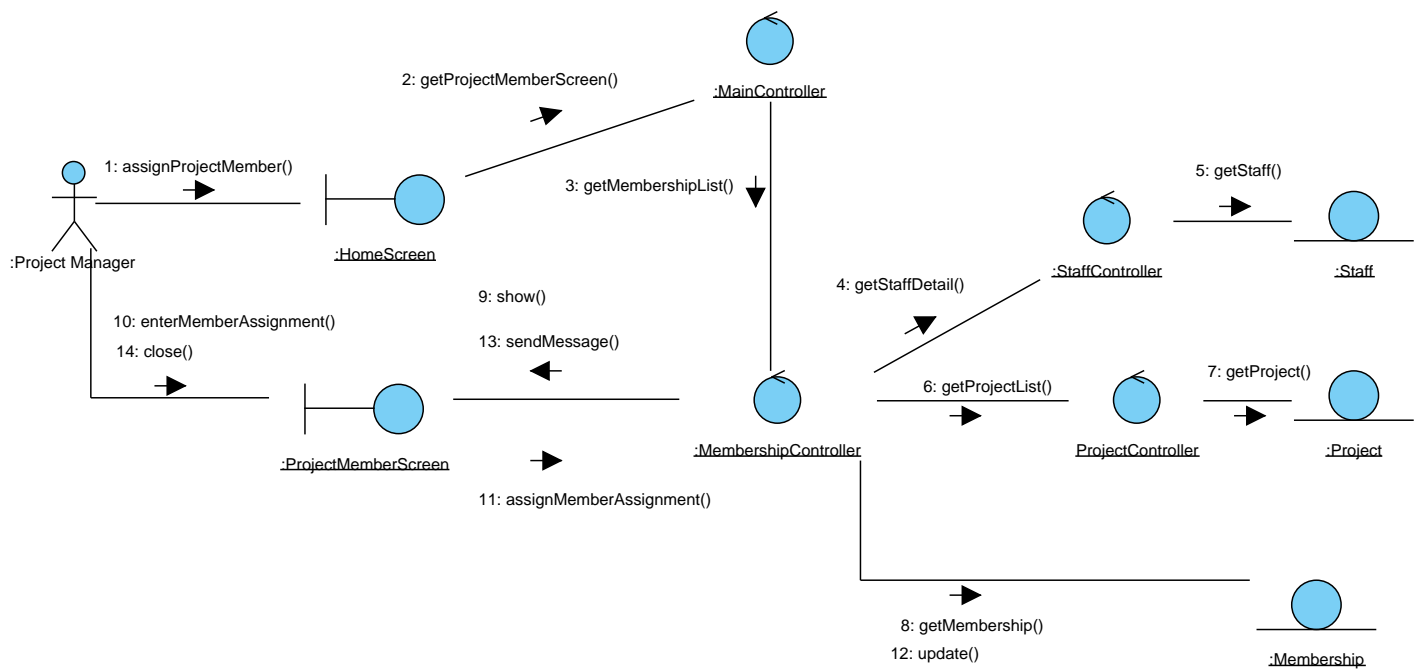 2: getProjectMemberScreen()
:MainController
1: assignProjectMember()
3: getMembershipList()
5: getStaff()
:HomeScreen
:Project Manager
:StaffController
:Staff
4: getStaffDetail()
9: show()
10: enterMemberAssignment()
13: sendMessage()
14: close()
6: getProjectList()
7: getProject()
:ProjectMemberScreen
:MembershipController
ProjectController
:Project
11: assignMemberAssignment()
8: getMembership()
12: update()
:Membership